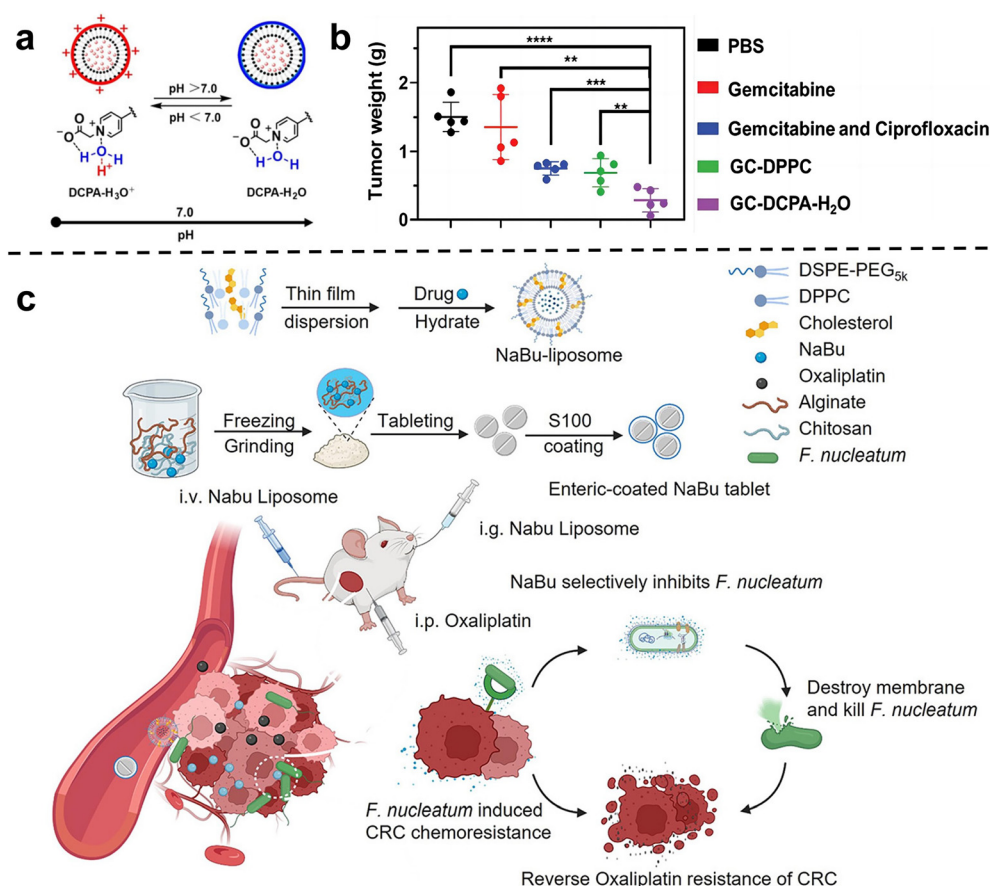 a
pH >7.0
pH < 7.0
O
⁻O
N⁺
O
H
H
H⁺
DCPA-H₃O⁺
O
⁻O
N⁺
O
H
H
DCPA-H₂O
7.0
pH
b
Tumor weight (g)
2
1
0
****
**
***
**
PBS
Gemcitabine
Gemcitabine and Ciprofloxacin
GC-DPPC
GC-DCPA-H₂O
c
Thin film
dispersion
Drug
Hydrate
NaBu-liposome
DSPE-PEG₅ₖ
DPPC
Cholesterol
NaBu
Oxaliplatin
Alginate
Chitosan
F. nucleatum
Freezing
Grinding
Tableting
S100
coating
Enteric-coated NaBu tablet
i.v. Nabu Liposome
i.g. Nabu Liposome
i.p. Oxaliplatin
NaBu selectively inhibits F. nucleatum
Destroy membrane
and kill F. nucleatum
F. nucleatum induced
CRC chemoresistance
Reverse Oxaliplatin resistance of CRC